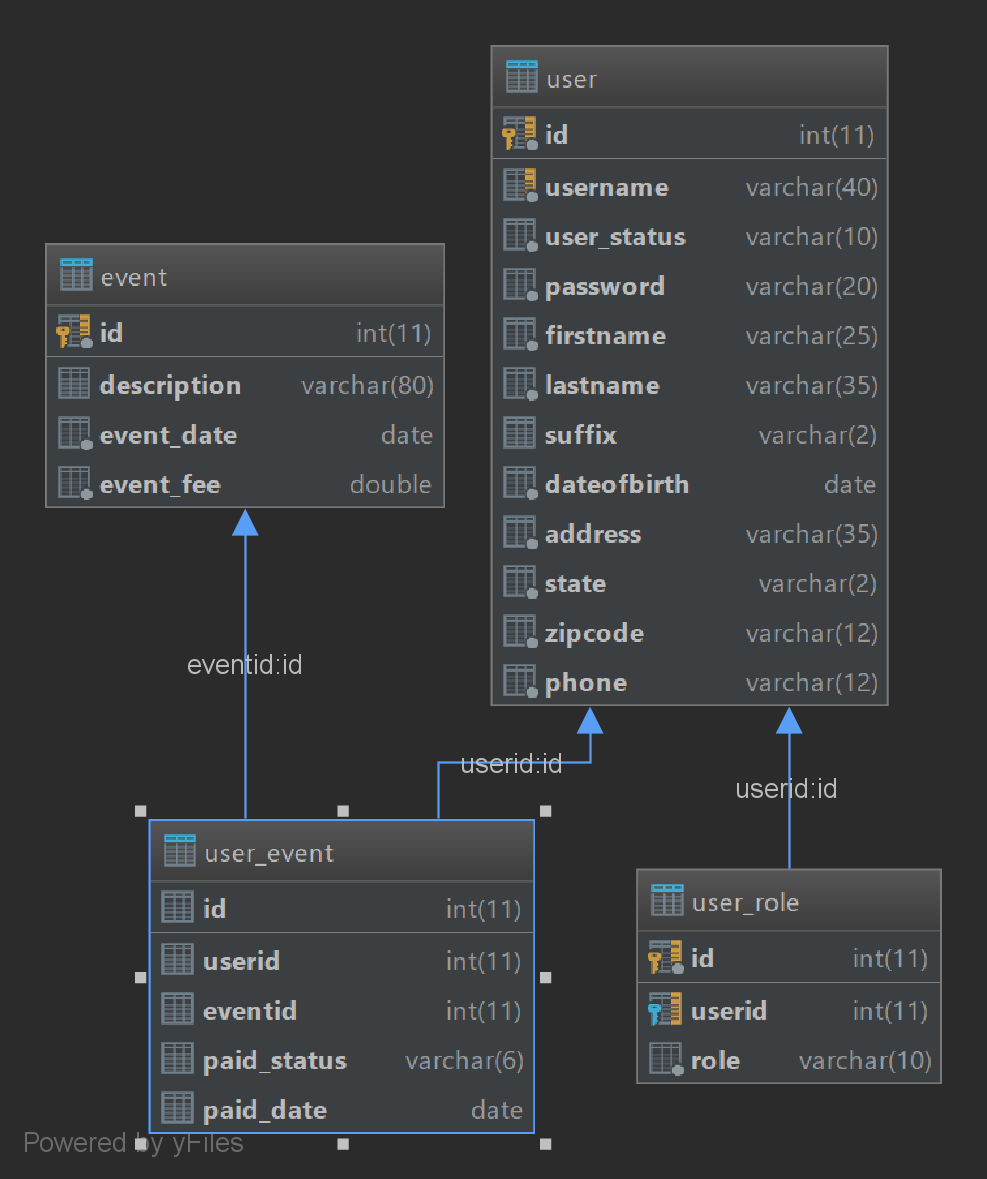 user
id int(11)
username varchar(40)
user_status varchar(10)
password varchar(20)
firstname varchar(25)
lastname varchar(35)
suffix varchar(2)
dateofbirth date
address varchar(35)
state varchar(2)
zipcode varchar(12)
phone varchar(12)
event
id int(11)
description varchar(80)
event_date date
event_fee double
eventid:id
userid:id
userid:id
user_event
id int(11)
userid int(11)
eventid int(11)
paid_status varchar(6)
paid_date date
user_role
id int(11)
userid int(11)
role varchar(10)
Powered by yFiles